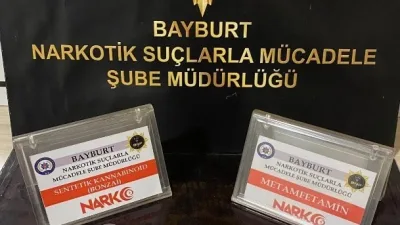 BAYBURT
NARKOTİK SUÇLARLA MÜCADELE
ŞUBE MÜDÜRLÜĞÜ
BAYBURT
NARKOTİK SUÇLARLA
MÜCADELE ŞUBE MÜDÜRLÜĞÜ
SENTETİK KANNABİNOİD
(BONZAİ)
NARKO
BAYBURT
NARKOTİK SUÇLARLA
MÜCADELE ŞUBE MÜDÜRLÜĞÜ
METAMFETAMİN
NARKO